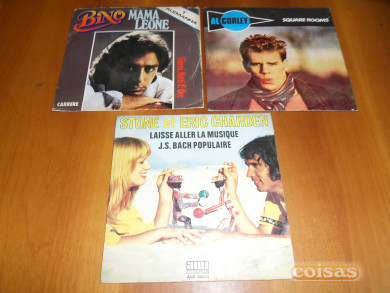 BINO
MAMA
LEONE
CARRERE
AL CORLEY
SQUARE ROOMS
STONE et ERIC CHARDEN
LAISSE ALLER LA MUSIQUE
J.S. BACH POPULAIRE
coisas